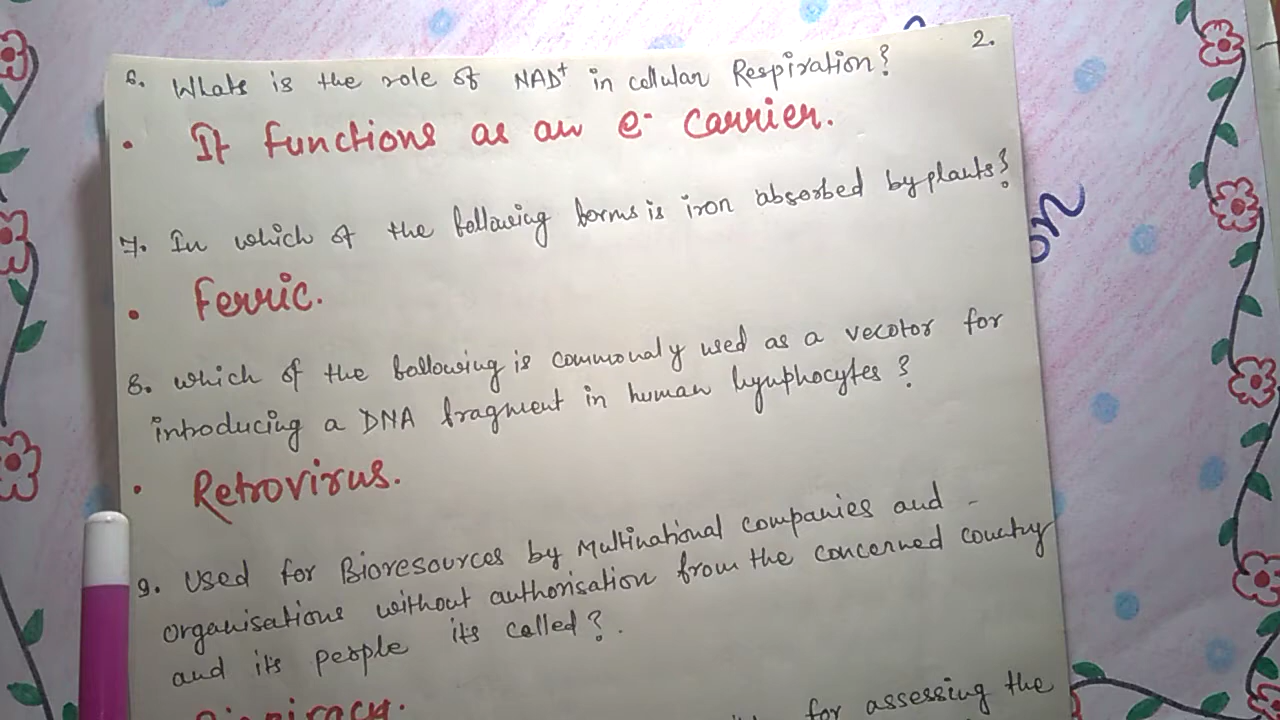 2.
6. Whats is the role of NAD+ in cellular Respiration?
• It functions as an e- carrier.
7. In which of the following forms is iron absorbed by plants?
• Ferric.
8. which of the following is commonaly used as a vecotor for
introducing a DNA fragment in human lymphocytes?
• Retrovirus.
9. Used for Bioresources by Multinational companies and -
organisations without authorisation from the concerned country
and its people its called?.
Biopiracy.
for assessing the
on